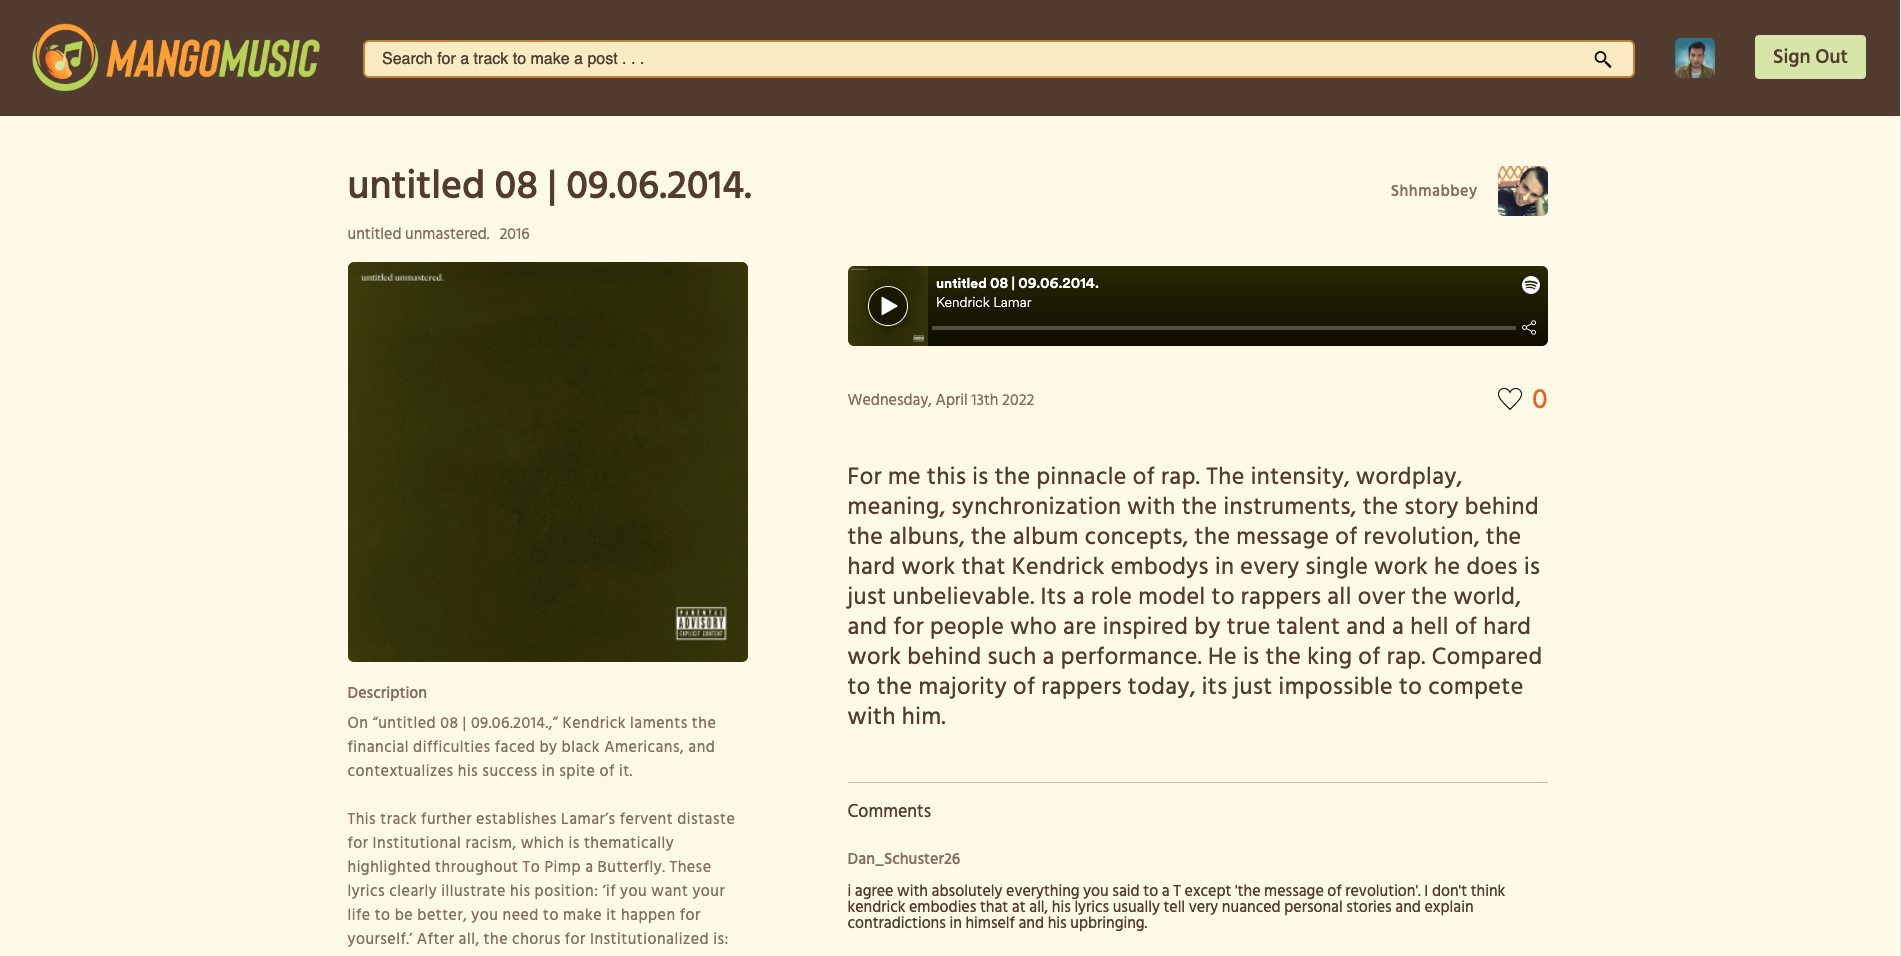 MANGOMUSIC
Search for a track to make a post . . .
Sign Out
untitled 08 | 09.06.2014.
Shhmabbey
untitled unmastered. 2016
untitled unmastered.
PARENTAL
ADVISORY
EXPLICIT CONTENT
untitled 08 | 09.06.2014.
Kendrick Lamar
Wednesday, April 13th 2022
0
For me this is the pinnacle of rap. The intensity, wordplay,
meaning, synchronization with the instruments, the story behind
the albuns, the album concepts, the message of revolution, the
hard work that Kendrick embodys in every single work he does is
just unbelievable. Its a role model to rappers all over the world,
and for people who are inspired by true talent and a hell of hard
work behind such a performance. He is the king of rap. Compared
to the majority of rappers today, its just impossible to compete
with him.
Description
On “untitled 08 | 09.06.2014.,” Kendrick laments the
financial difficulties faced by black Americans, and
contextualizes his success in spite of it.
This track further establishes Lamar’s fervent distaste
for Institutional racism, which is thematically
highlighted throughout To Pimp a Butterfly. These
lyrics clearly illustrate his position: ‘if you want your
life to be better, you need to make it happen for
yourself.’ After all, the chorus for Institutionalized is:
Comments
Dan_Schuster26
i agree with absolutely everything you said to a T except 'the message of revolution'. I don't think
kendrick embodies that at all, his lyrics usually tell very nuanced personal stories and explain
contradictions in himself and his upbringing.